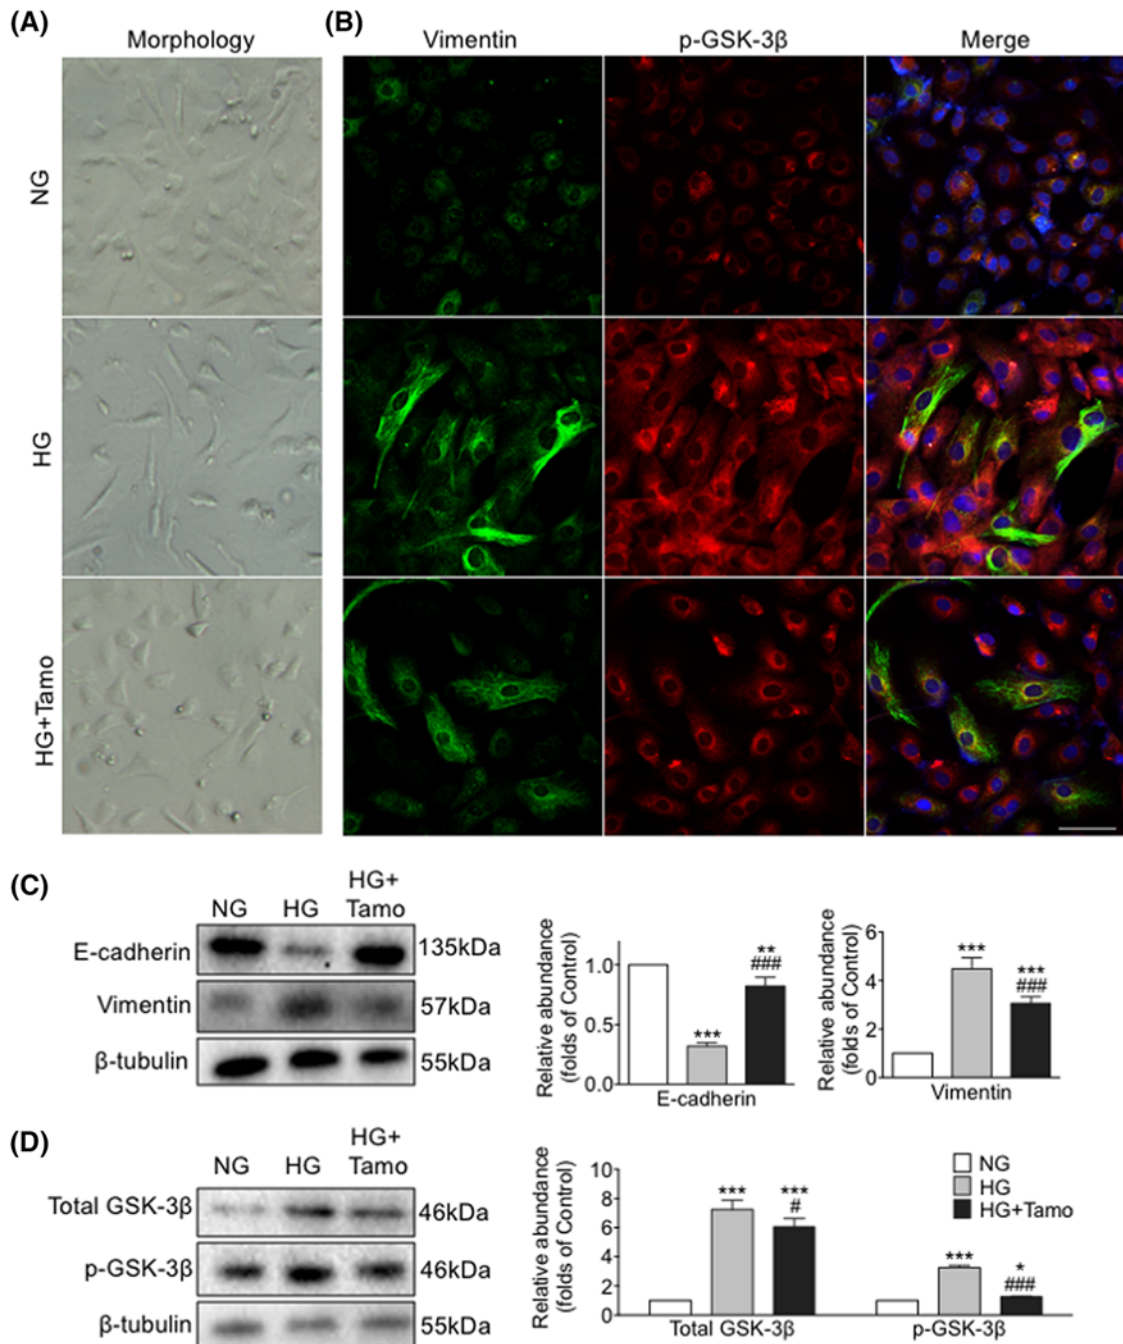 (A)
(B)
Morphology
Vimentin
p-GSK-3β
Merge
NG
HG
HG+Tamo
(C)
NG
HG
HG+
Tamo
E-cadherin
135kDa
Vimentin
57kDa
β-tubulin
55kDa
Relative abundance
(folds of Control)
1.0
0.5
0.0
***
**
###
E-cadherin
Relative abundance
(folds of Control)
6
4
2
0
***
***
###
Vimentin
(D)
NG
HG
HG+
Tamo
Total GSK-3β
46kDa
p-GSK-3β
46kDa
β-tubulin
55kDa
Relative abundance
(folds of Control)
10
8
6
4
2
0
***
***
#
***
*
###
Total GSK-3β
p-GSK-3β
NG
HG
HG+Tamo